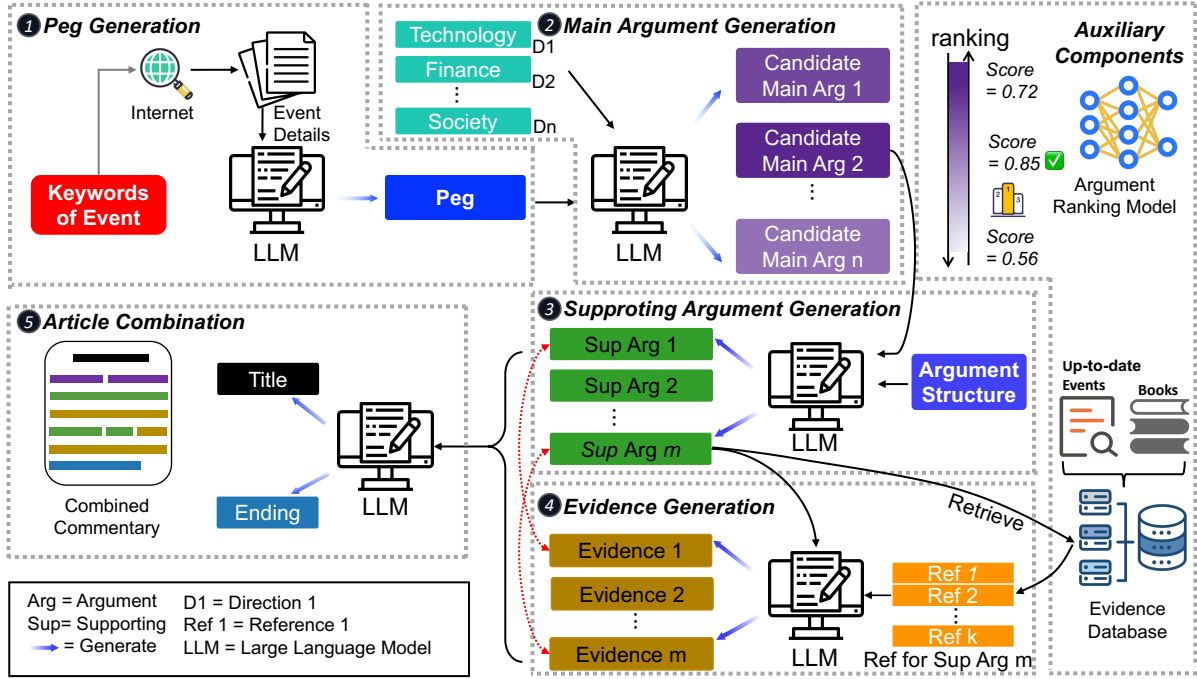 1 Peg Generation
Internet
Event
Details
Keywords
of Event
LLM
Peg
2 Main Argument Generation
Technology
D1
Finance
D2
Society
Dn
LLM
Candidate
Main Arg 1
Candidate
Main Arg 2
Candidate
Main Arg n
ranking
Score
= 0.72
Score
= 0.85
2 1 3
Score
= 0.56
Auxiliary
Components
Argument
Ranking Model
3 Supproting Argument Generation
Sup Arg 1
Sup Arg 2
Sup Arg m
LLM
Argument
Structure
Up-to-date
Events
Books
Retrieve
Evidence
Database
4 Evidence Generation
Evidence 1
Evidence 2
Evidence m
LLM
Ref 1
Ref 2
Ref k
Ref for Sup Arg m
5 Article Combination
Combined
Commentary
Title
Ending
LLM
Arg = Argument
Sup= Supporting
= Generate
D1 = Direction 1
Ref 1 = Reference 1
LLM = Large Language Model